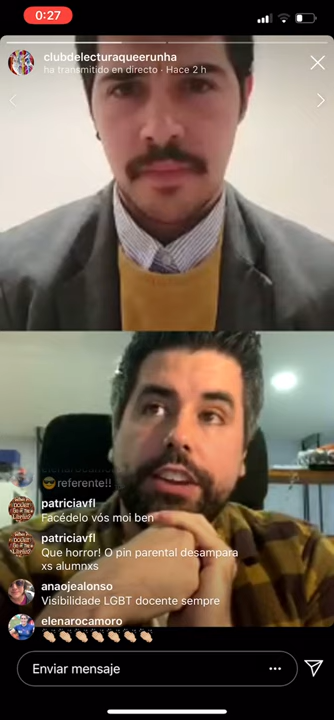 0:27
clubdelecturaqueerunha
ha transmitido en directo · Hace 2 h
😎referente!!
patriciavfl
Facédelo vós moi ben
patriciavfl
Que horror! O pin parental desampara
xs alumnxs
anaojealonso
Visibilidade LGBT docente sempre
elenarocamoro
👏🏻👏🏻👏🏻👏🏻👏🏻👏🏻👏🏻
Enviar mensaje